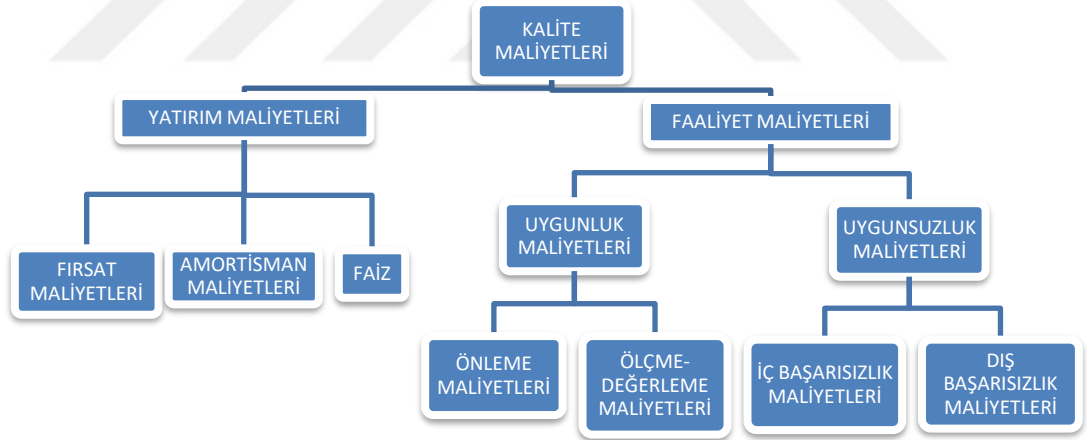 KALİTE
MALİYETLERİ
YATIRIM MALİYETLERİ
FAALİYET MALİYETLERİ
FIRSAT
MALİYETLERİ
AMORTİSMAN
MALİYETLERİ
FAİZ
UYGUNLUK
MALİYETLERİ
UYGUNSUZLUK
MALİYETLERİ
ÖNLEME
MALİYETLERİ
ÖLÇME-
DEĞERLEME
MALİYETLERİ
İÇ BAŞARISIZLIK
MALİYETLERİ
DIŞ
BAŞARISIZLIK
MALİYETLERİ